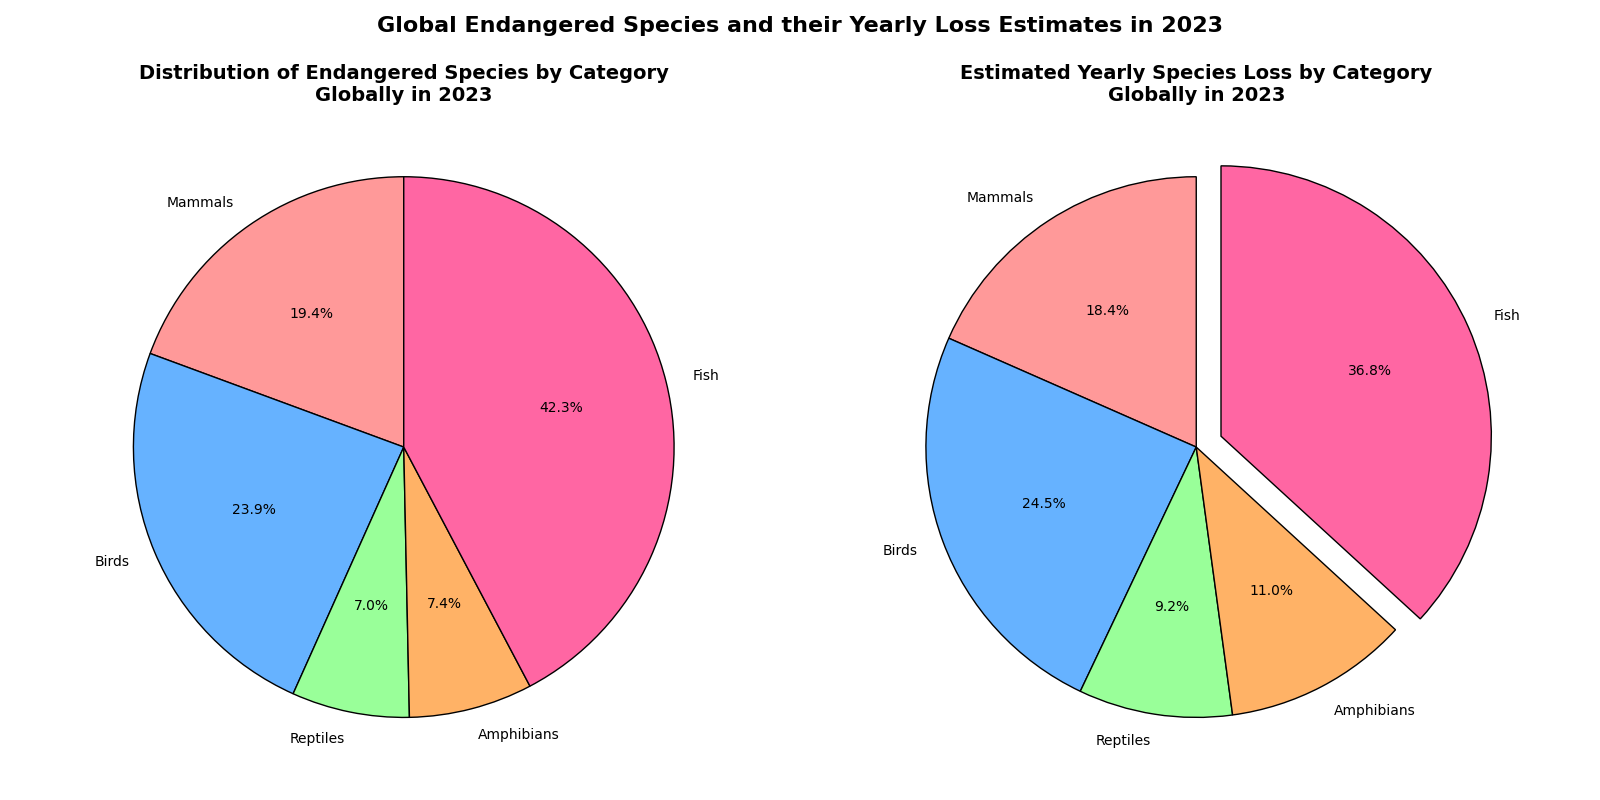 Global Endangered Species and their Yearly Loss Estimates in 2023
Distribution of Endangered Species by Category
Globally in 2023
Mammals
19.4%
Fish
42.3%
23.9%
Birds
7.0%
7.4%
Reptiles
Amphibians
Estimated Yearly Species Loss by Category
Globally in 2023
Mammals
18.4%
Fish
36.8%
24.5%
Birds
9.2%
11.0%
Amphibians
Reptiles